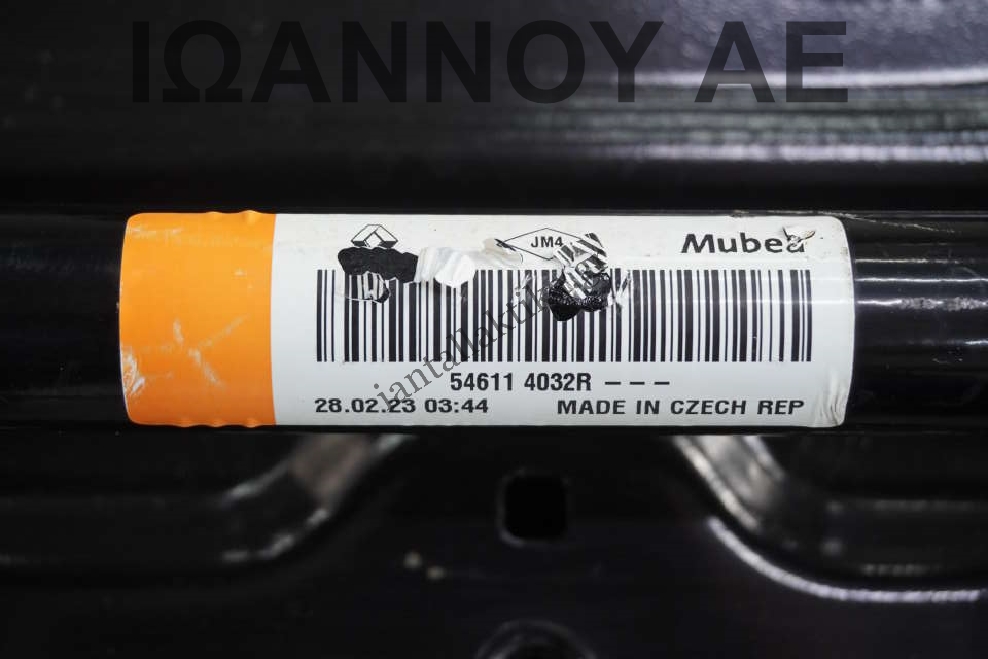 ΙΩΑΝΝΟΥ ΑΕ
JM4
Mubea
54611 4032R – – –
28.02.23 03:44 MADE IN CZECH REP